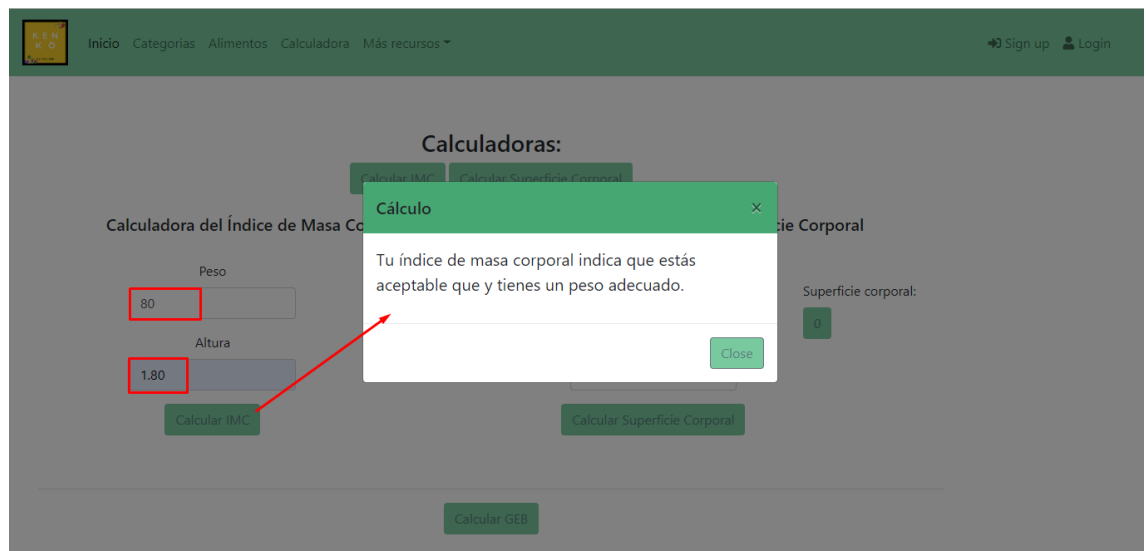 KEN
KO
Inicio Categorias Alimentos Calculadora Más recursos
Sign up Login
Calculadoras:
Calcular IMC Calcular Superficie Corporal
Cálculo ×
Calculadora del Índice de Masa Co
cie Corporal
Tu índice de masa corporal indica que estás
aceptable que y tienes un peso adecuado.
Peso
80
Superficie corporal:
0
Altura
1.80
Close
Calcular IMC
Calcular Superficie Corporal
Calcular GEB